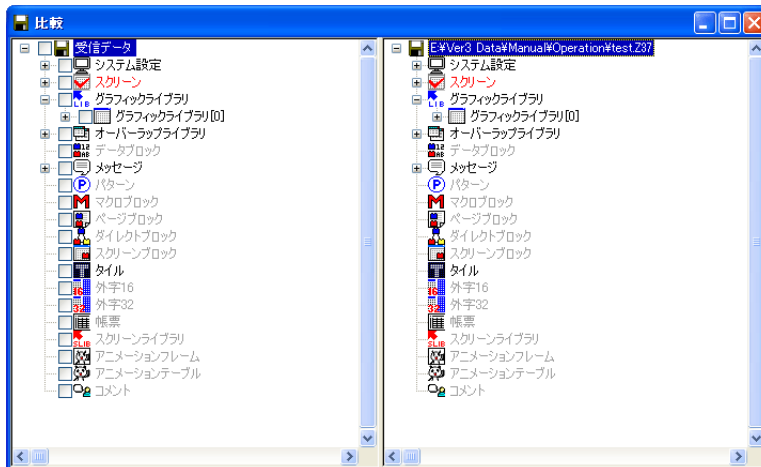 比較
受信データ
システム設定
スクリーン
グラフィックライブラリ
グラフィックライブラリ[0]
オーバーラップライブラリ
データブロック
メッセージ
パターン
マクロブロック
ページブロック
ダイレクトブロック
スクリーンブロック
タイル
外字16
外字32
帳票
スクリーンライブラリ
アニメーションフレーム
アニメーションテーブル
コメント
E:¥Ver3 Data¥Manual¥Operation¥test.Z37
システム設定
スクリーン
グラフィックライブラリ
グラフィックライブラリ[0]
オーバーラップライブラリ
データブロック
メッセージ
パターン
マクロブロック
ページブロック
ダイレクトブロック
スクリーンブロック
タイル
外字16
外字32
帳票
スクリーンライブラリ
アニメーションフレーム
アニメーションテーブル
コメント